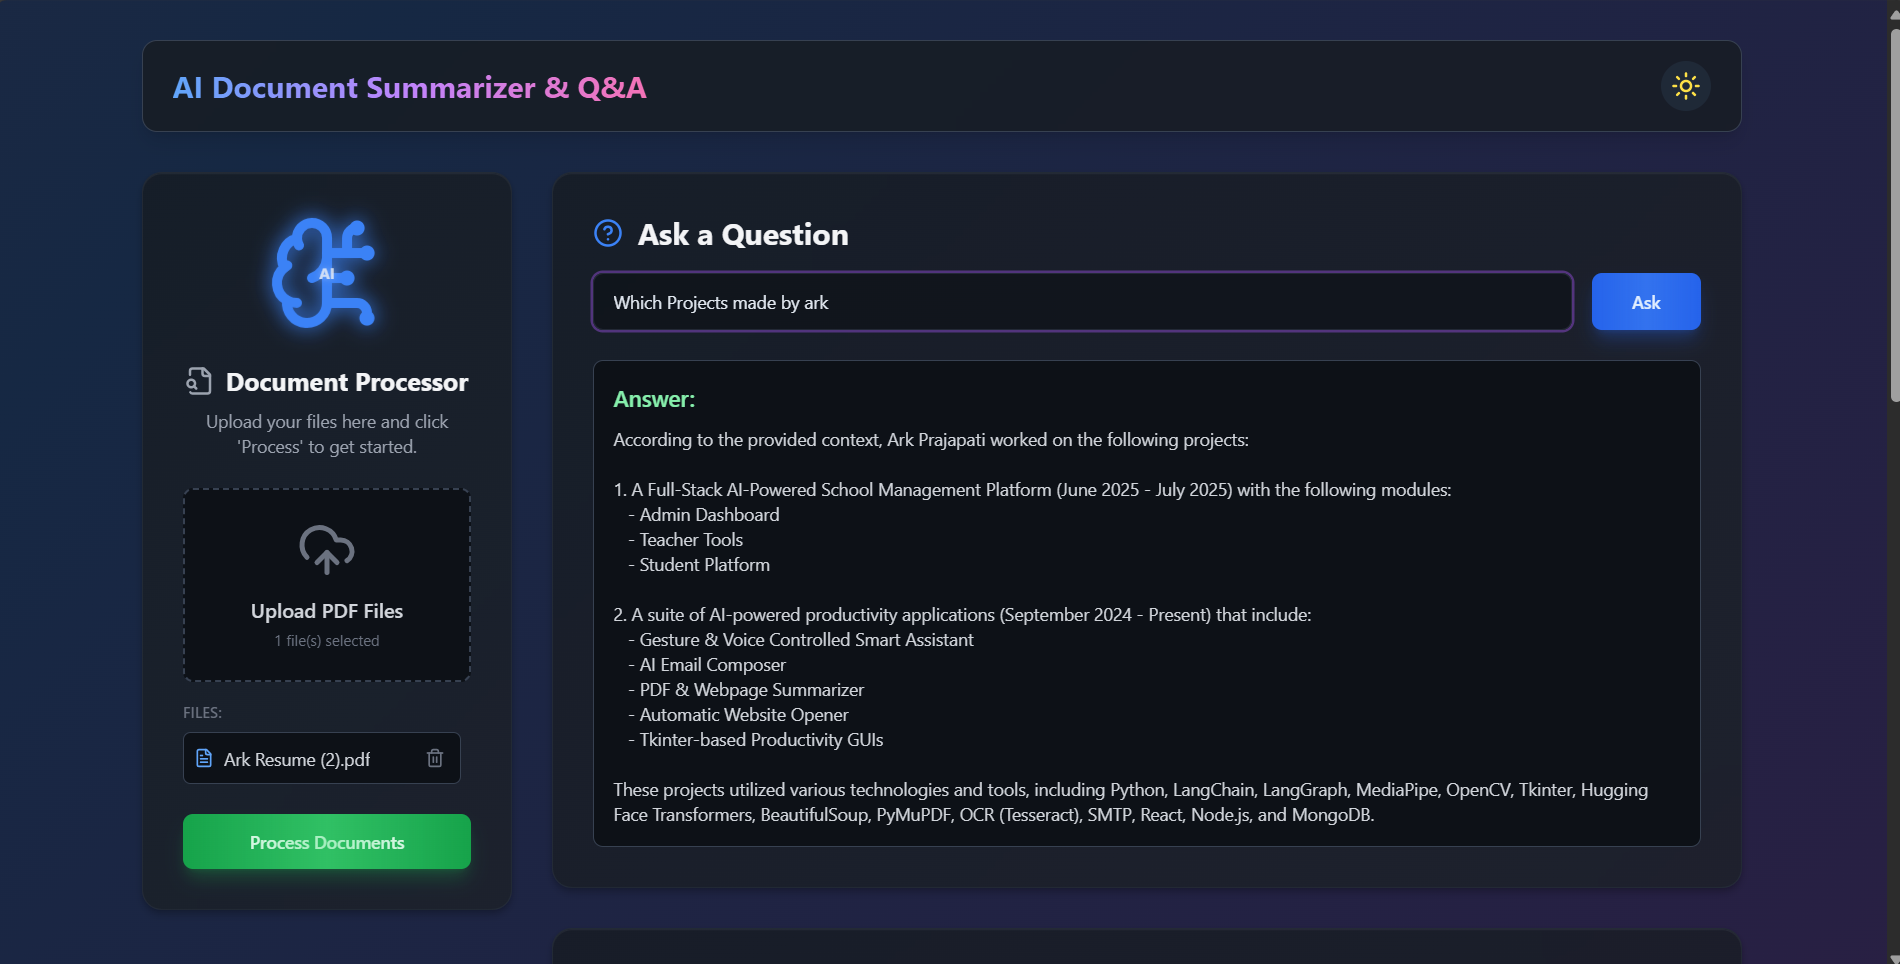 AI Document Summarizer & Q&A
AI
Document Processor
Upload your files here and click
'Process' to get started.
Upload PDF Files
1 file(s) selected
FILES:
Ark Resume (2).pdf
Process Documents
Ask a Question
Which Projects made by ark
Ask
Answer:
According to the provided context, Ark Prajapati worked on the following projects:
1. A Full-Stack AI-Powered School Management Platform (June 2025 - July 2025) with the following modules:
- Admin Dashboard
- Teacher Tools
- Student Platform
2. A suite of AI-powered productivity applications (September 2024 - Present) that include:
- Gesture & Voice Controlled Smart Assistant
- AI Email Composer
- PDF & Webpage Summarizer
- Automatic Website Opener
- Tkinter-based Productivity GUIs
These projects utilized various technologies and tools, including Python, LangChain, LangGraph, MediaPipe, OpenCV, Tkinter, Hugging
Face Transformers, BeautifulSoup, PyMuPDF, OCR (Tesseract), SMTP, React, Node.js, and MongoDB.